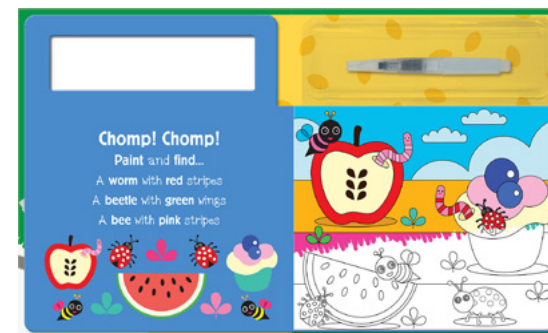 Chomp! Chomp!
Paint and find...
A worm with red stripes
A beetle with green wings
A bee with pink stripes